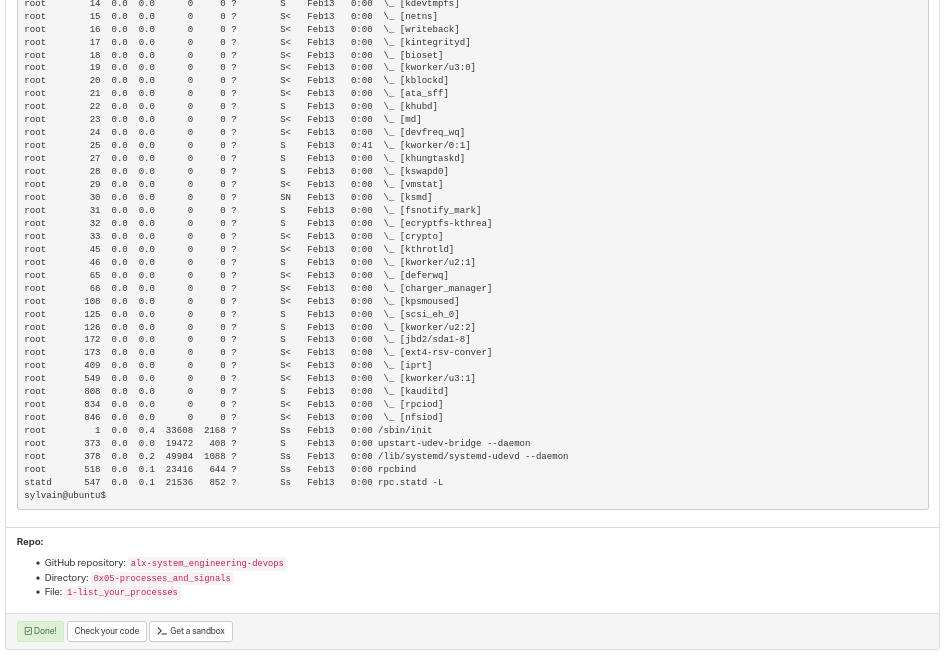 root        14  0.0  0.0      0     0 ?        S    Feb13   0:00  \_ [kdevtmpfs]
root        15  0.0  0.0      0     0 ?        S<   Feb13   0:00  \_ [netns]
root        16  0.0  0.0      0     0 ?        S<   Feb13   0:00  \_ [writeback]
root        17  0.0  0.0      0     0 ?        S<   Feb13   0:00  \_ [kintegrityd]
root        18  0.0  0.0      0     0 ?        S<   Feb13   0:00  \_ [bioset]
root        19  0.0  0.0      0     0 ?        S<   Feb13   0:00  \_ [kworker/u3:0]
root        20  0.0  0.0      0     0 ?        S<   Feb13   0:00  \_ [kblockd]
root        21  0.0  0.0      0     0 ?        S<   Feb13   0:00  \_ [ata_sff]
root        22  0.0  0.0      0     0 ?        S    Feb13   0:00  \_ [khubd]
root        23  0.0  0.0      0     0 ?        S<   Feb13   0:00  \_ [md]
root        24  0.0  0.0      0     0 ?        S<   Feb13   0:00  \_ [devfreq_wq]
root        25  0.0  0.0      0     0 ?        S    Feb13   0:41  \_ [kworker/0:1]
root        27  0.0  0.0      0     0 ?        S    Feb13   0:00  \_ [khungtaskd]
root        28  0.0  0.0      0     0 ?        S    Feb13   0:00  \_ [kswapd0]
root        29  0.0  0.0      0     0 ?        S<   Feb13   0:00  \_ [vmstat]
root        30  0.0  0.0      0     0 ?        SN   Feb13   0:00  \_ [ksmd]
root        31  0.0  0.0      0     0 ?        S    Feb13   0:00  \_ [fsnotify_mark]
root        32  0.0  0.0      0     0 ?        S    Feb13   0:00  \_ [ecryptfs-kthrea]
root        33  0.0  0.0      0     0 ?        S<   Feb13   0:00  \_ [crypto]
root        45  0.0  0.0      0     0 ?        S<   Feb13   0:00  \_ [kthrotld]
root        46  0.0  0.0      0     0 ?        S    Feb13   0:00  \_ [kworker/u2:1]
root        65  0.0  0.0      0     0 ?        S<   Feb13   0:00  \_ [deferwq]
root        66  0.0  0.0      0     0 ?        S<   Feb13   0:00  \_ [charger_manager]
root       108  0.0  0.0      0     0 ?        S<   Feb13   0:00  \_ [kpsmoused]
root       125  0.0  0.0      0     0 ?        S    Feb13   0:00  \_ [scsi_eh_0]
root       126  0.0  0.0      0     0 ?        S    Feb13   0:00  \_ [kworker/u2:2]
root       172  0.0  0.0      0     0 ?        S    Feb13   0:00  \_ [jbd2/sda1-8]
root       173  0.0  0.0      0     0 ?        S<   Feb13   0:00  \_ [ext4-rsv-conver]
root       409  0.0  0.0      0     0 ?        S<   Feb13   0:00  \_ [iprt]
root       549  0.0  0.0      0     0 ?        S<   Feb13   0:00  \_ [kworker/u3:1]
root       808  0.0  0.0      0     0 ?        S    Feb13   0:00  \_ [kauditd]
root       834  0.0  0.0      0     0 ?        S<   Feb13   0:00  \_ [rpciod]
root       846  0.0  0.0      0     0 ?        S<   Feb13   0:00  \_ [nfsiod]
root         1  0.0  0.4  33608  2168 ?        Ss   Feb13   0:00 /sbin/init
root       373  0.0  0.0  19472   408 ?        S    Feb13   0:00 upstart-udev-bridge --daemon
root       378  0.0  0.2  49904  1088 ?        Ss   Feb13   0:00 /lib/systemd/systemd-udevd --daemon
root       518  0.0  0.1  23416   644 ?        Ss   Feb13   0:00 rpcbind
statd      547  0.0  0.1  21536   852 ?        Ss   Feb13   0:00 rpc.statd -L
sylvain@ubuntu$
Repo:
• GitHub repository: alx-system_engineering-devops
• Directory: 0x05-processes_and_signals
• File: 1-list_your_processes
Done! Check your code >_ Get a sandbox